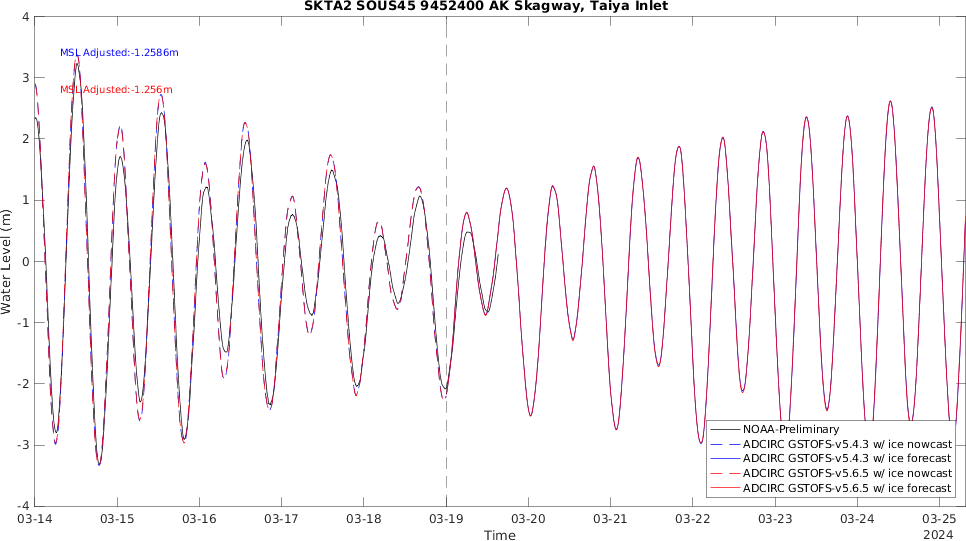 SKTA2 SOUS45 9452400 AK Skagway, Taiya Inlet
MSL Adjusted:-1.2586m
MSL Adjusted:-1.256m
Water Level (m)
4
3
2
1
0
-1
-2
-3
-4
NOAA-Preliminary
ADCIRC GSTOFS-v5.4.3 w/ ice nowcast
ADCIRC GSTOFS-v5.4.3 w/ ice forecast
ADCIRC GSTOFS-v5.6.5 w/ ice nowcast
ADCIRC GSTOFS-v5.6.5 w/ ice forecast
03-14 03-15 03-16 03-17 03-18 03-19 03-20 03-21 03-22 03-23 03-24 03-25
Time
2024